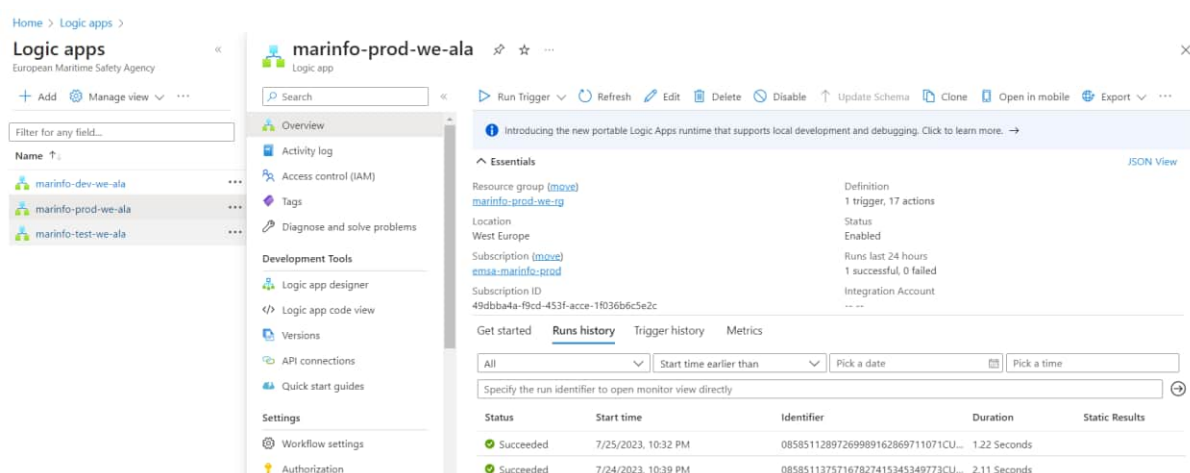 Home > Logic apps >
Logic apps
European Maritime Safety Agency
Add Manage view
Filter for any field...
Name
marinfo-dev-we-ala
marinfo-prod-we-ala
marinfo-test-we-ala
marinfo-prod-we-ala
Logic app
Search
Overview
Activity log
Access control (IAM)
Tags
Diagnose and solve problems
Development Tools
Logic app designer
Logic app code view
Versions
API connections
Quick start guides
Settings
Workflow settings
Authorization
Run Trigger Refresh Edit Delete Disable Update Schema Clone Open in mobile Export
Introducing the new portable Logic Apps runtime that supports local development and debugging. Click to learn more. →
Essentials
JSON View
Resource group (move)
marinfo-prod-we-rg
Location
West Europe
Subscription (move)
emsa-marinfo-prod
Subscription ID
49dbba4a-f9cd-453f-acce-1f036b6c5e2c
Definition
1 trigger, 17 actions
Status
Enabled
Runs last 24 hours
1 successful, 0 failed
Integration Account
-- --
Get started Runs history Trigger history Metrics
All Start time earlier than Pick a date Pick a time
Specify the run identifier to open monitor view directly
Status Start time Identifier Duration Static Results
Succeeded 7/25/2023, 10:32 PM 08585112897269989162869711071CU... 1.22 Seconds
Succeeded 7/24/2023, 10:39 PM 08585113757167827415345349773CU... 2.11 Seconds